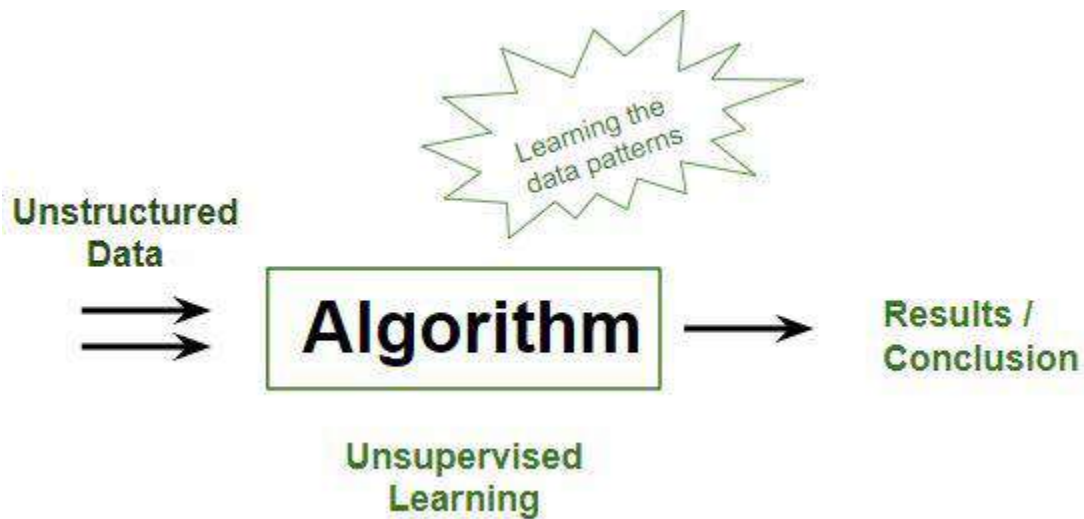 Learning the
data patterns
Unstructured
Data
Algorithm
Results /
Conclusion
Unsupervised
Learning